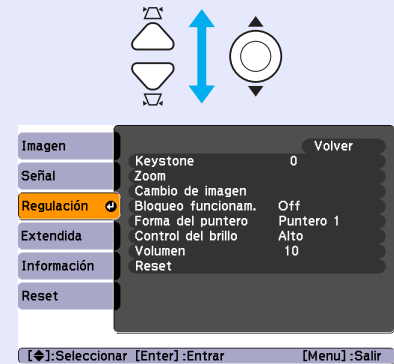 Imagen
Señal
Regulación
Extendida
Información
Reset
Volver
Keystone 0
Zoom
Cambio de imagen
Bloqueo funcionam. Off
Forma del puntero Puntero 1
Control del brillo Alto
Volumen 10
Reset
[◆]:Seleccionar [Enter]:Entrar [Menu]:Salir